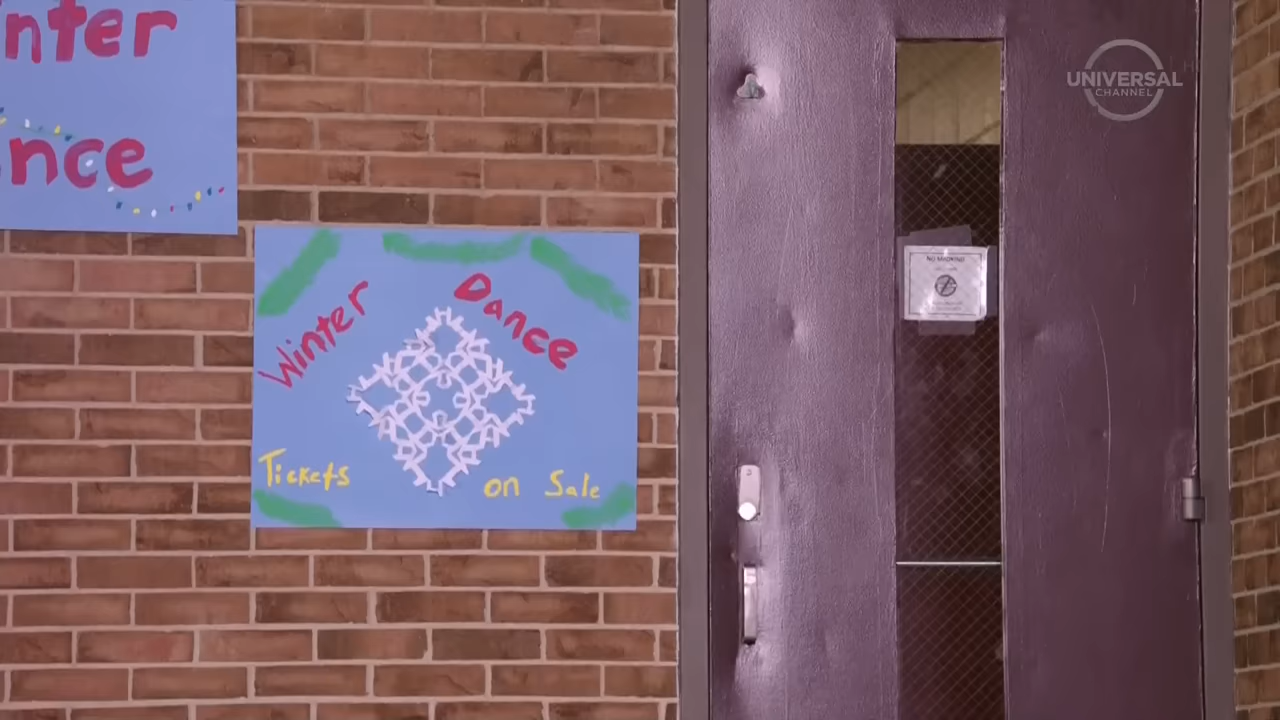 nter
nce
Winter Dance
Tickets on Sale
NO SMOKING
UNIVERSAL
CHANNEL